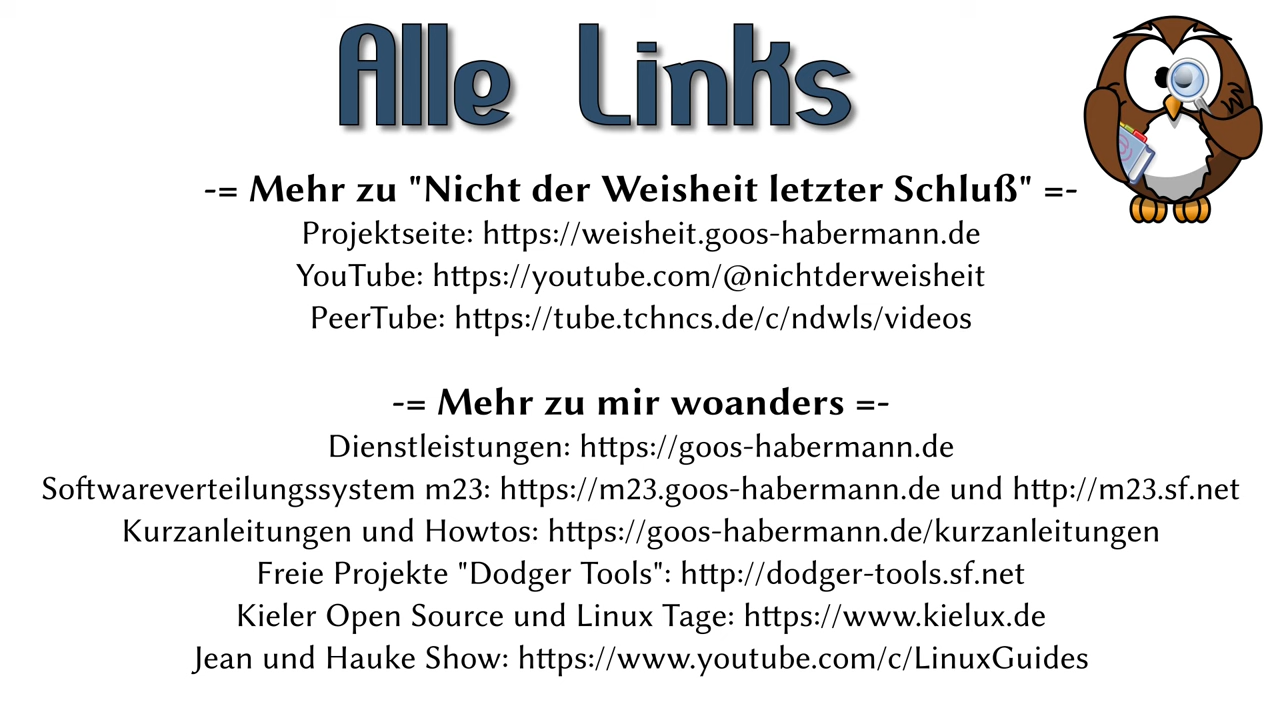 Alle Links
-= Mehr zu "Nicht der Weisheit letzter Schluß" =-
Projektseite: https://weisheit.goos-habermann.de
YouTube: https://youtube.com/@nichtderweisheit
PeerTube: https://tube.tchncs.de/c/ndwls/videos
-= Mehr zu mir woanders =-
Dienstleistungen: https://goos-habermann.de
Softwareverteilungssystem m23: https://m23.goos-habermann.de und http://m23.sf.net
Kurzanleitungen und Howtos: https://goos-habermann.de/kurzanleitungen
Freie Projekte "Dodger Tools": http://dodger-tools.sf.net
Kieler Open Source und Linux Tage: https://www.kielux.de
Jean und Hauke Show: https://www.youtube.com/c/LinuxGuides